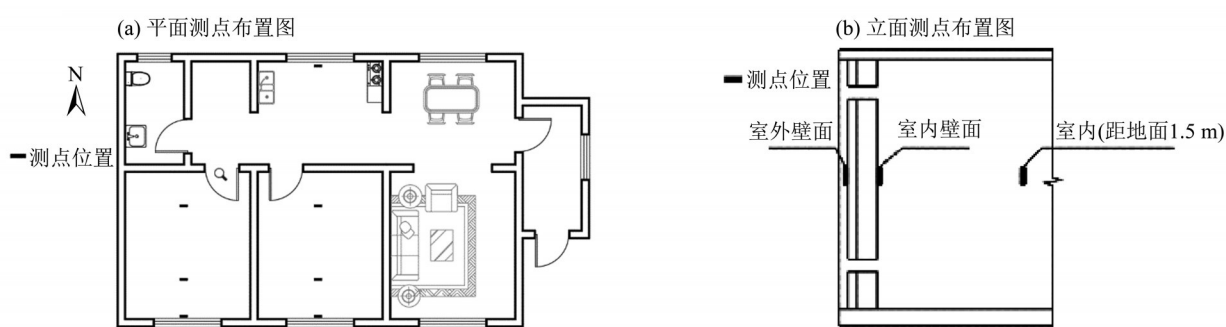 (a) 平面测点布置图
N
测点位置
(b) 立面测点布置图
测点位置
室外壁面
室内壁面
室内(距地面1.5 m)